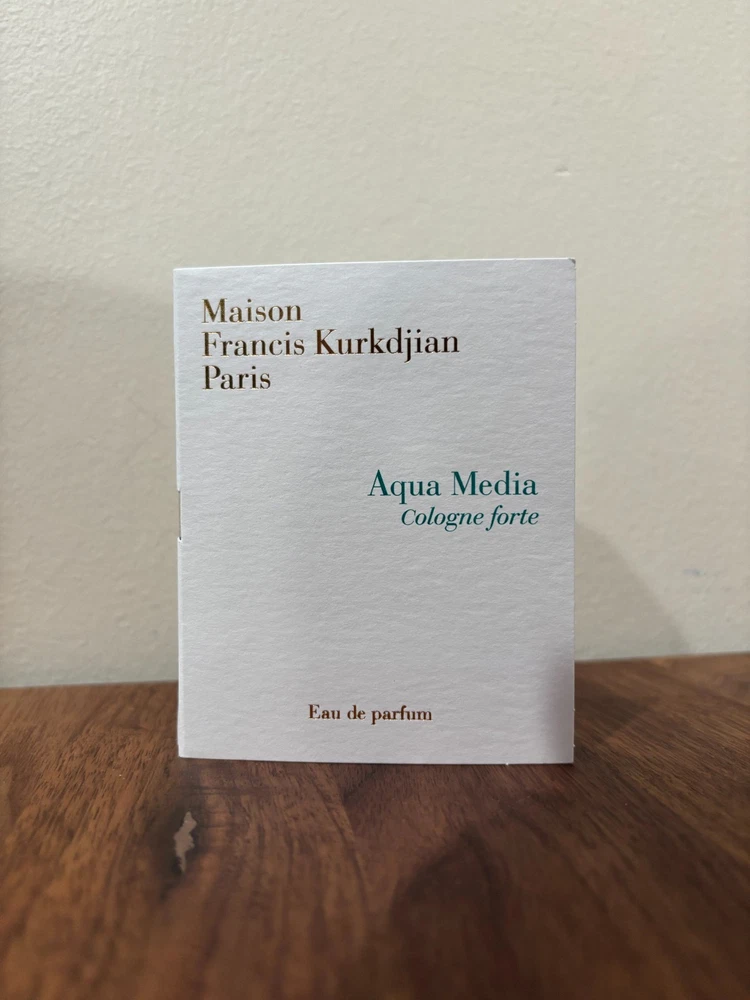 Maison
Francis Kurkdjian
Paris
Aqua Media
Cologne forte
Eau de parfum